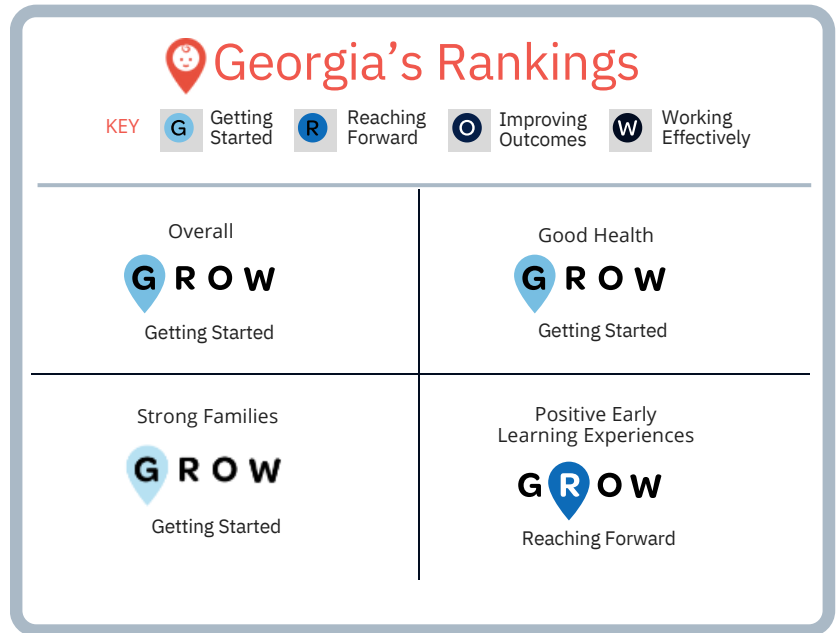 Georgia's Rankings
KEY
G
Getting
Started
R
Reaching
Forward
O
Improving
Outcomes
W
Working
Effectively
Overall
GROW
Getting Started
Good Health
GROW
Getting Started
Strong Families
GROW
Getting Started
Positive Early
Learning Experiences
GROW
Reaching Forward